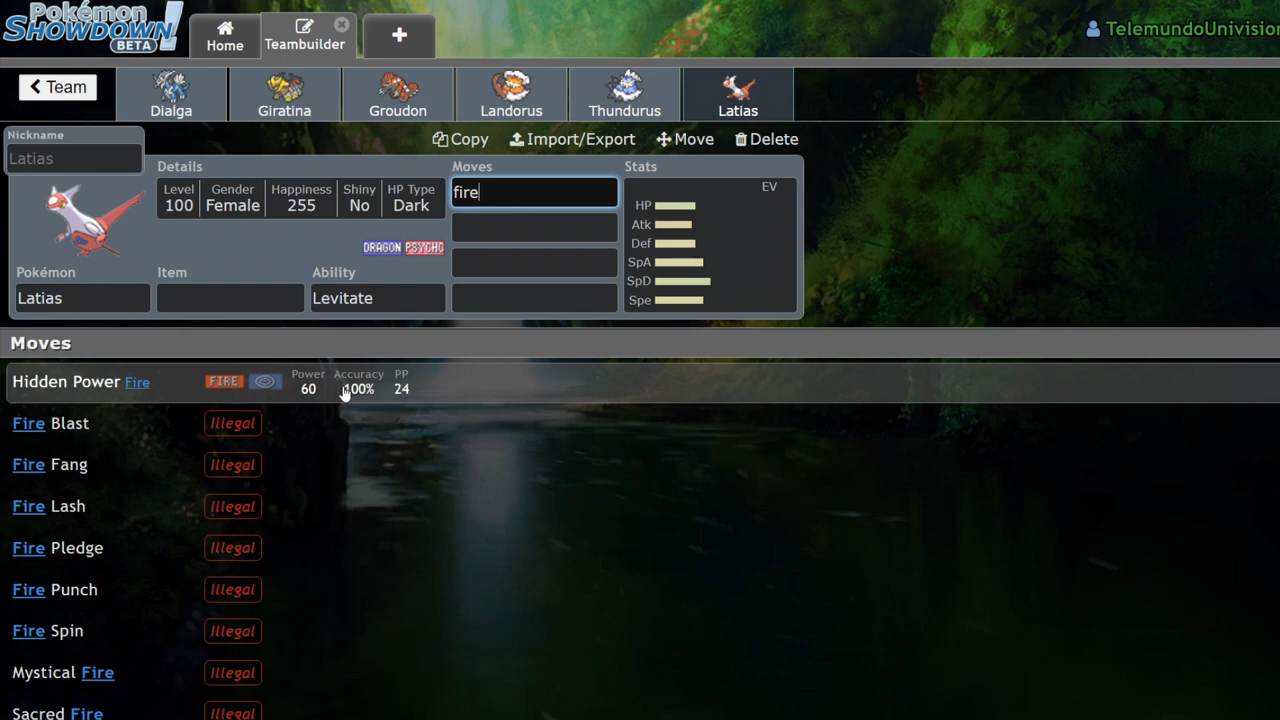 Pokémon
SHOWDOWN!
BETA
Home
Teambuilder
TelemundoUnivision
Team
Dialga
Giratina
Groudon
Landorus
Thundurus
Latias
Copy
Import/Export
Move
Delete
Nickname
Latias
Details
Level
100
Gender
Female
Happiness
255
Shiny
No
HP Type
Dark
DRAGON PSYCHC
Pokémon
Latias
Item
Ability
Levitate
Moves
fire
Stats
EV
HP
Atk
Def
SpA
SpD
Spe
Moves
Hidden Power Fire FIRE
Power
60
Accuracy
100%
PP
24
Fire Blast Illegal
Fire Fang Illegal
Fire Lash Illegal
Fire Pledge Illegal
Fire Punch Illegal
Fire Spin Illegal
Mystical Fire Illegal
Sacred Fire Illegal